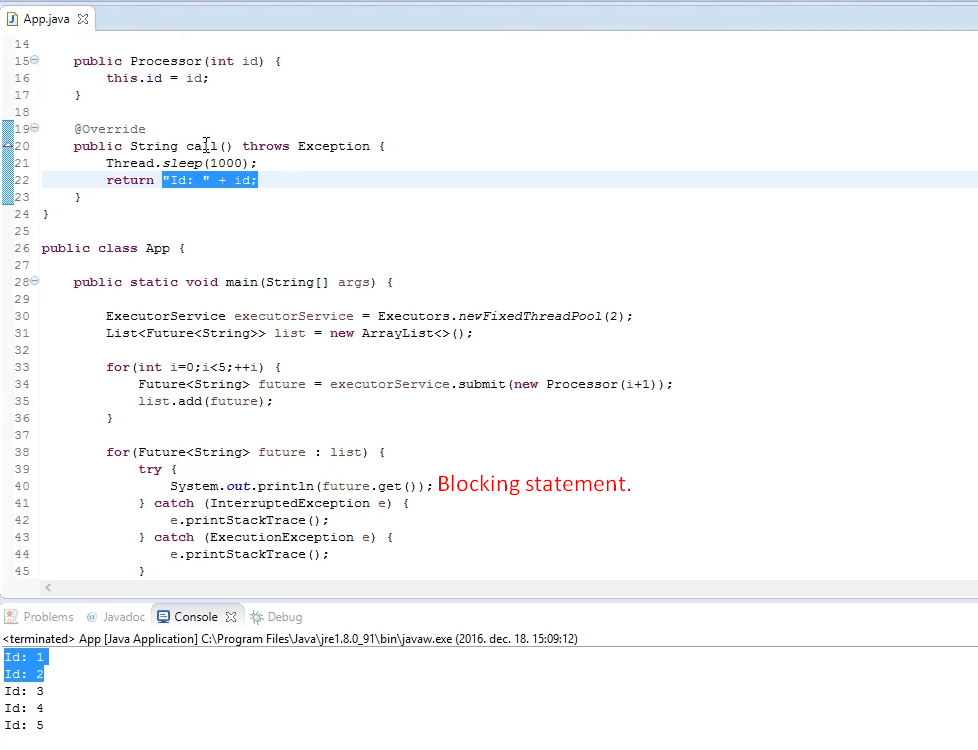 App.java
14
15 public Processor(int id) {
16 this.id = id;
17 }
18
19 @Override
20 public String call() throws Exception {
21 Thread.sleep(1000);
22 return "Id: " + id;
23 }
24 }
25
26 public class App {
27
28 public static void main(String[] args) {
29
30 ExecutorService executorService = Executors.newFixedThreadPool(2);
31 List<Future<String>> list = new ArrayList<>();
32
33 for(int i=0;i<5;++i) {
34 Future<String> future = executorService.submit(new Processor(i+1));
35 list.add(future);
36 }
37
38 for(Future<String> future : list) {
39 try {
40 System.out.println(future.get()); Blocking statement.
41 } catch (InterruptedException e) {
42 e.printStackTrace();
43 } catch (ExecutionException e) {
44 e.printStackTrace();
45 }
Problems @ Javadoc Console Debug
<terminated> App [Java Application] C:\Program Files\Java\jre1.8.0_91\bin\javaw.exe (2016. dec. 18. 15:09:12)
Id: 1
Id: 2
Id: 3
Id: 4
Id: 5